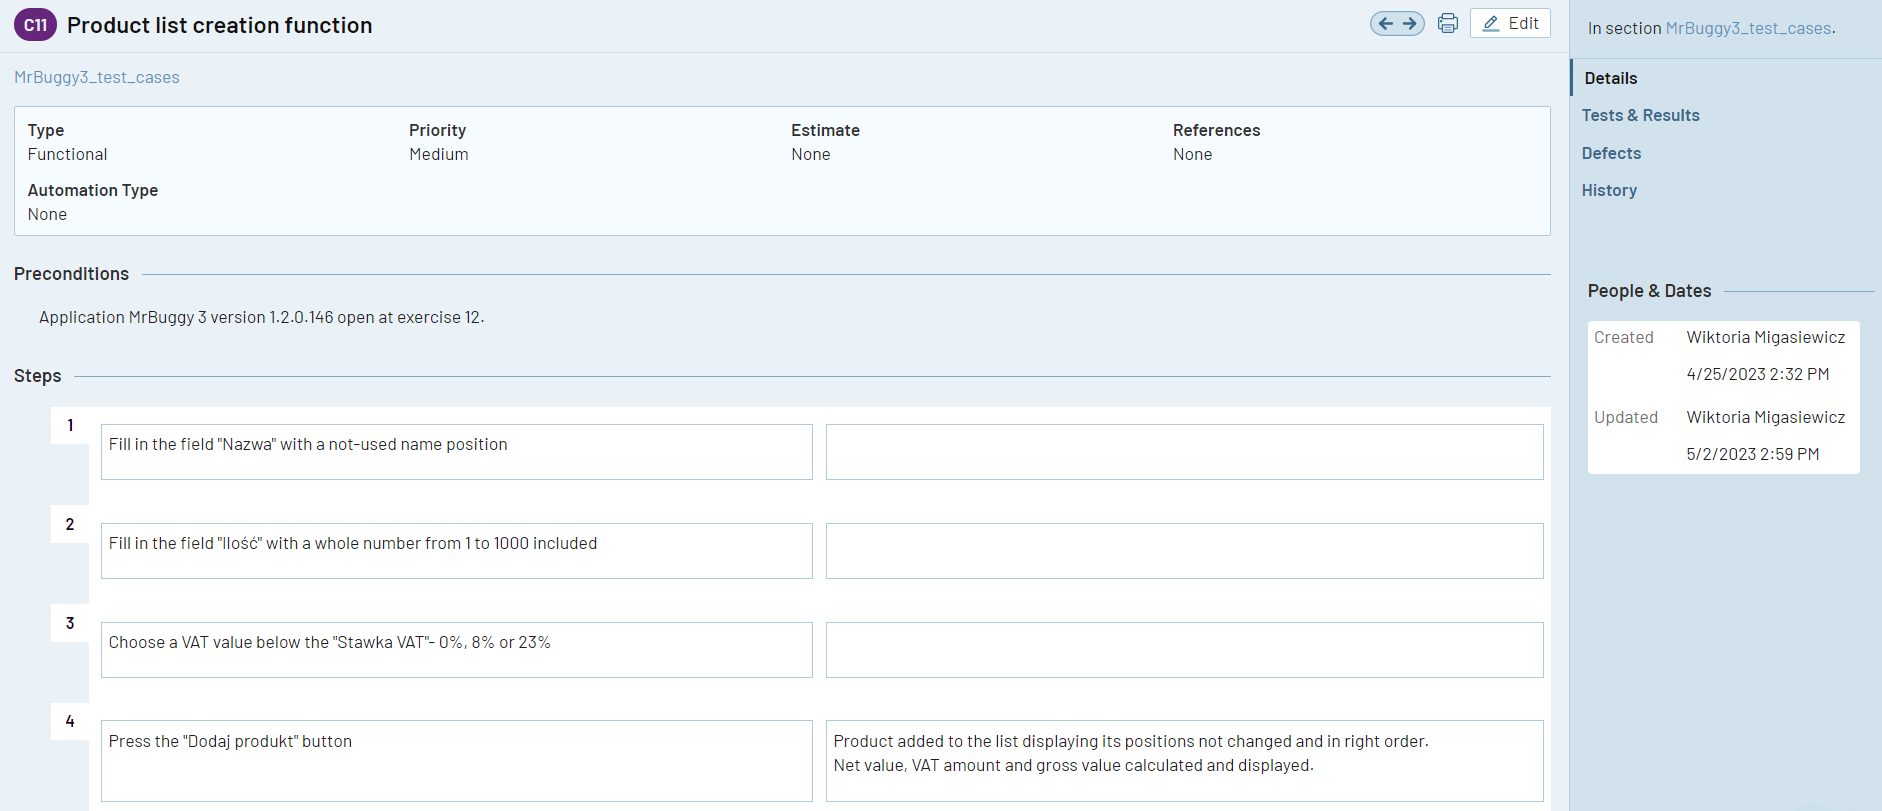 C11 Product list creation function
Edit
MrBuggy3_test_cases
Type
Functional
Priority
Medium
Estimate
None
References
None
Automation Type
None
Preconditions
Application MrBuggy 3 version 1.2.0.146 open at exercise 12.
Steps
1
Fill in the field "Nazwa" with a not-used name position
2
Fill in the field "Ilość" with a whole number from 1 to 1000 included
3
Choose a VAT value below the "Stawka VAT"- 0%, 8% or 23%
4
Press the "Dodaj produkt" button
Product added to the list displaying its positions not changed and in right order.
Net value, VAT amount and gross value calculated and displayed.
In section MrBuggy3_test_cases.
Details
Tests & Results
Defects
History
People & Dates
Created Wiktoria Migasiewicz
4/25/2023 2:32 PM
Updated Wiktoria Migasiewicz
5/2/2023 2:59 PM